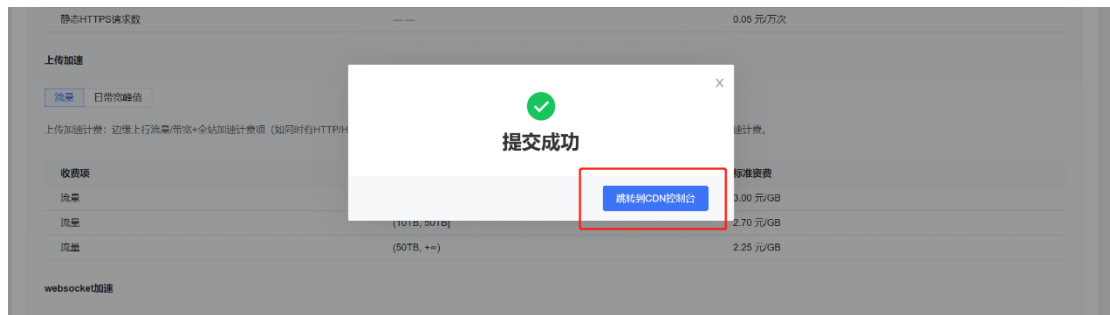 静态HTTPS请求数 —— 0.05 元/万次
上传加速
流量 日带宽峰值
X
上传加速计费：边缘上行流量/带宽+全站加速计费项（如同时有HTTP/H
速计费。
提交成功
收费项 标准资费
跳转到CDN控制台
流量 3.00 元/GB
流量 (10TB, 50TB] 2.70 元/GB
流量 (50TB, +∞) 2.25 元/GB
websocket加速